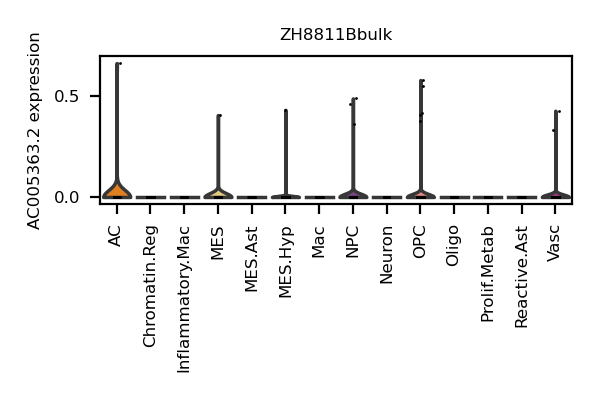 ZH8811Bbulk
AC005363.2 expression
0.5
0.0
AC
Chromatin.Reg
Inflammatory.Mac
MES
MES.Ast
MES.Hyp
Mac
NPC
Neuron
OPC
Oligo
Prolif.Metab
Reactive.Ast
Vasc